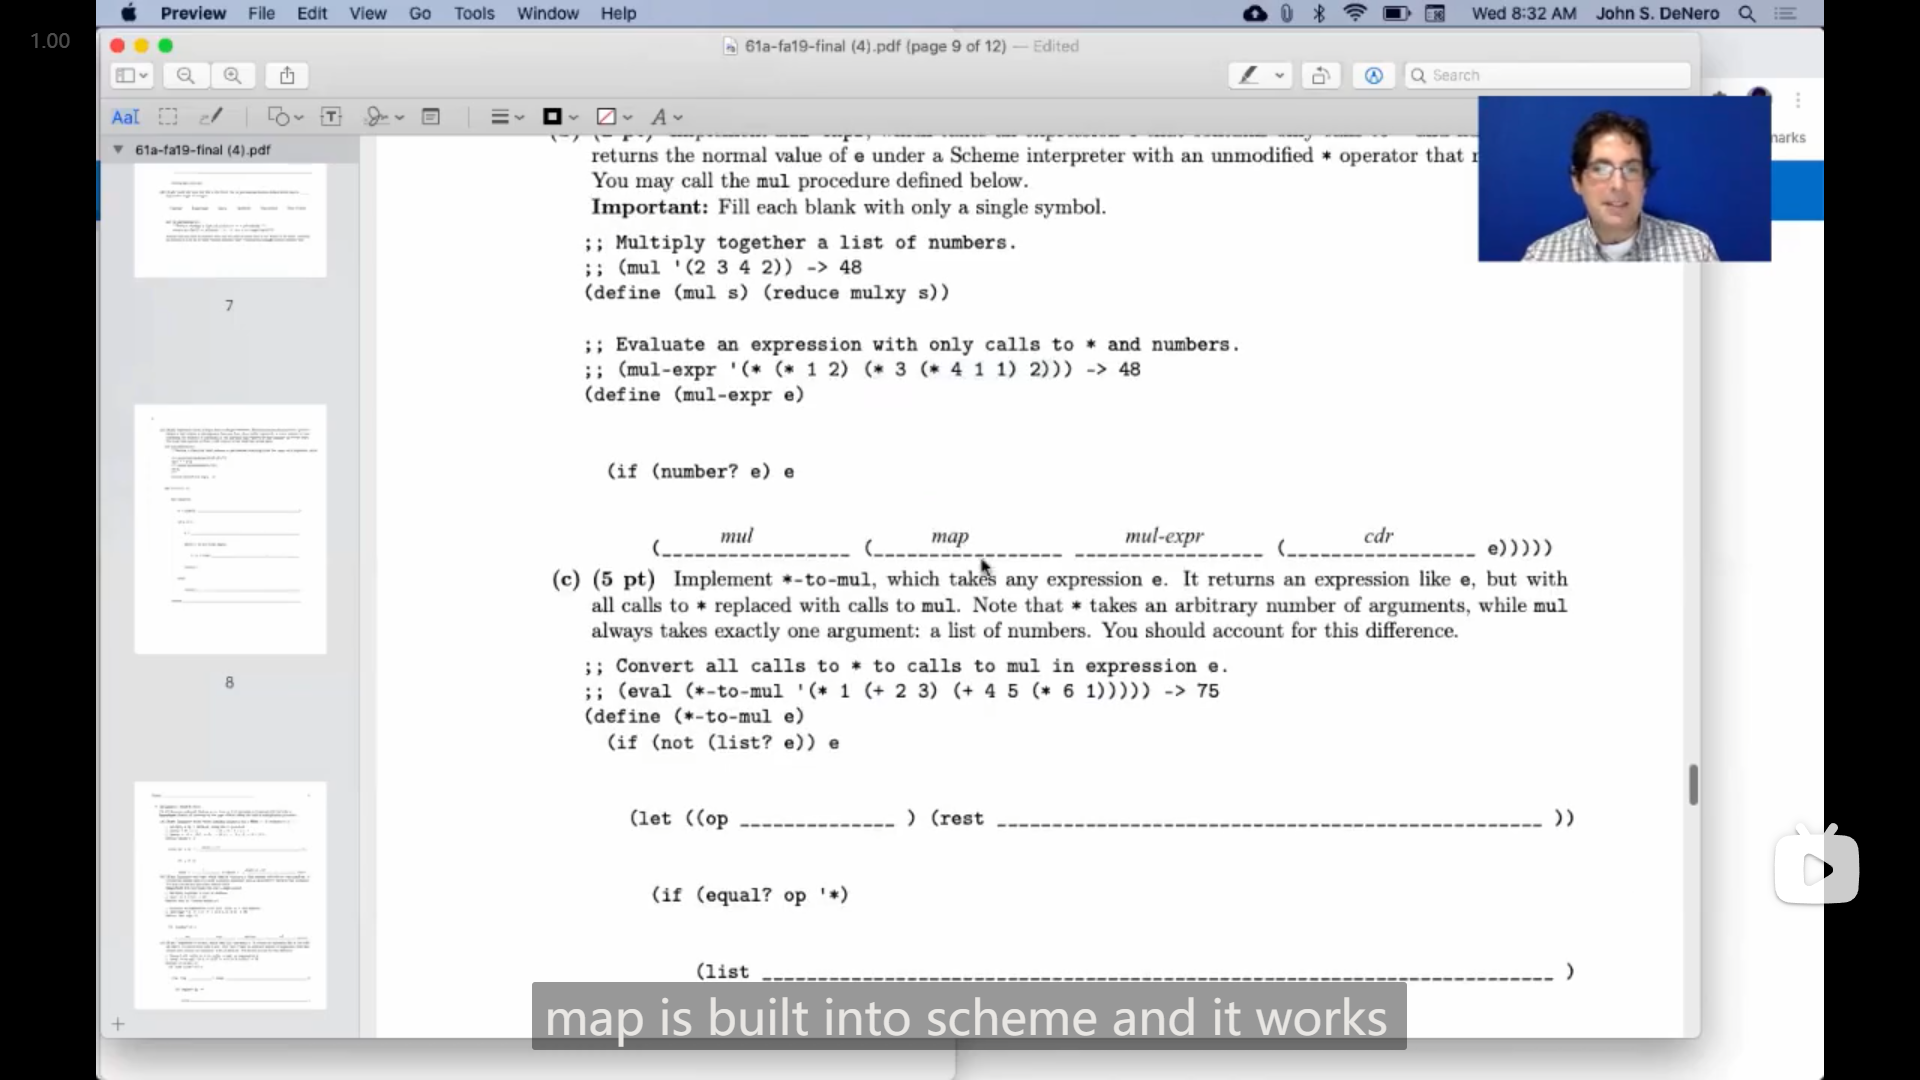 1.00
Preview File Edit View Go Tools Window Help
Wed 8:32 AM John S. DeNero
61a-fa19-final (4).pdf (page 9 of 12) — Edited
Search
61a-fa19-final (4).pdf
7
8
returns the normal value of e under a Scheme interpreter with an unmodified * operator that
You may call the mul procedure defined below.
Important: Fill each blank with only a single symbol.
;; Multiply together a list of numbers.
;; (mul '(2 3 4 2)) -> 48
(define (mul s) (reduce mulxy s))
;; Evaluate an expression with only calls to * and numbers.
;; (mul-expr '(* (* 1 2) (* 3 (* 4 1 1) 2))) -> 48
(define (mul-expr e)
(if (number? e) e
(mul (map mul-expr (cdr e)))))
(c) (5 pt) Implement *-to-mul, which takes any expression e. It returns an expression like e, but with
all calls to * replaced with calls to mul. Note that * takes an arbitrary number of arguments, while mul
always takes exactly one argument: a list of numbers. You should account for this difference.
;; Convert all calls to * to calls to mul in expression e.
;; (eval (*-to-mul '(* 1 (+ 2 3) (+ 4 5 (* 6 1))))) -> 75
(define (*-to-mul e)
(if (not (list? e)) e
(let ((op ______________ ) (rest __________________________________________________ ))
(if (equal? op '*)
(list ________________________________________________________________________ )
map is built into scheme and it works